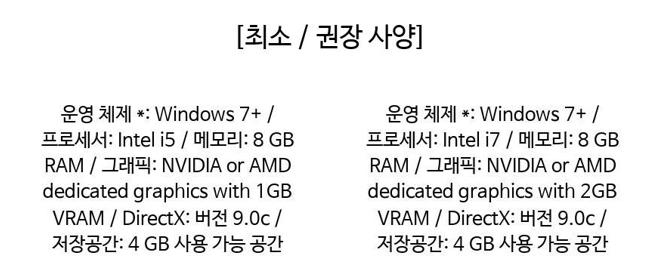 [최소 / 권장 사양]
운영 체제 *: Windows 7+ /
프로세서: Intel i5 / 메모리: 8 GB
RAM / 그래픽: NVIDIA or AMD
dedicated graphics with 1GB
VRAM / DirectX: 버전 9.0c /
저장공간: 4 GB 사용 가능 공간
운영 체제 *: Windows 7+ /
프로세서: Intel i7 / 메모리: 8 GB
RAM / 그래픽: NVIDIA or AMD
dedicated graphics with 2GB
VRAM / DirectX: 버전 9.0c /
저장공간: 4 GB 사용 가능 공간